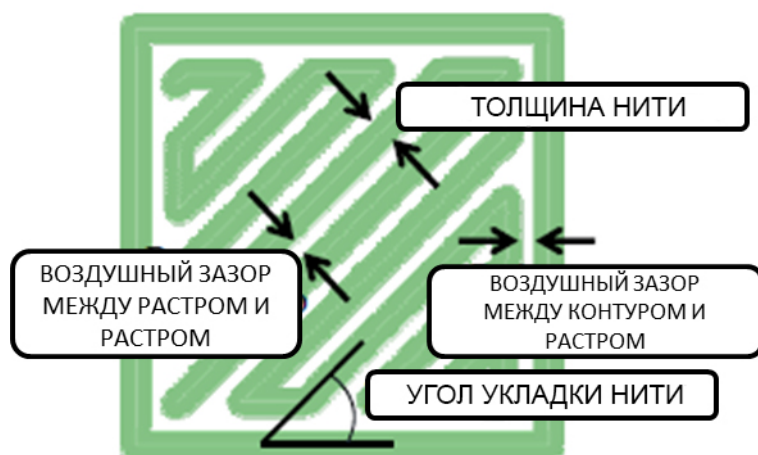 ТОЛЩИНА НИТИ
ВОЗДУШНЫЙ ЗАЗОР
МЕЖДУ РАСТРОМ И
РАСТРОМ
ВОЗДУШНЫЙ ЗАЗОР
МЕЖДУ КОНТУРОМ И
РАСТРОМ
УГОЛ УКЛАДКИ НИТИ